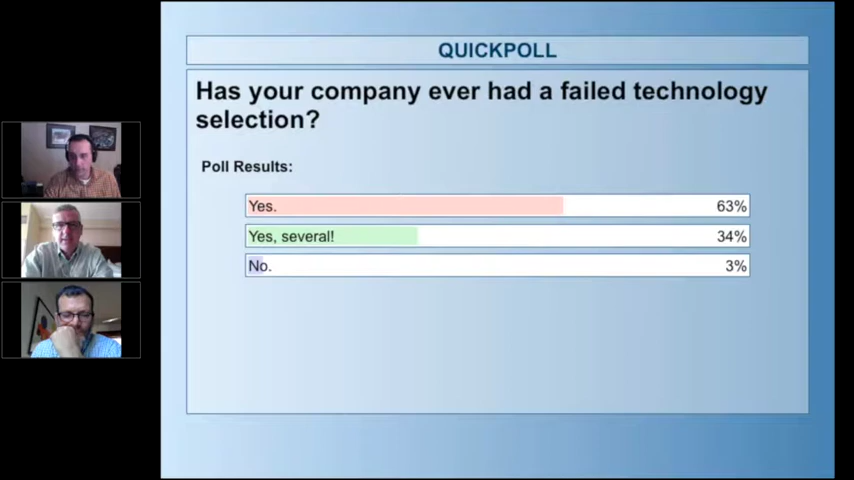 QUICKPOLL
Has your company ever had a failed technology
selection?
Poll Results:
Yes. 63%
Yes, several! 34%
No. 3%